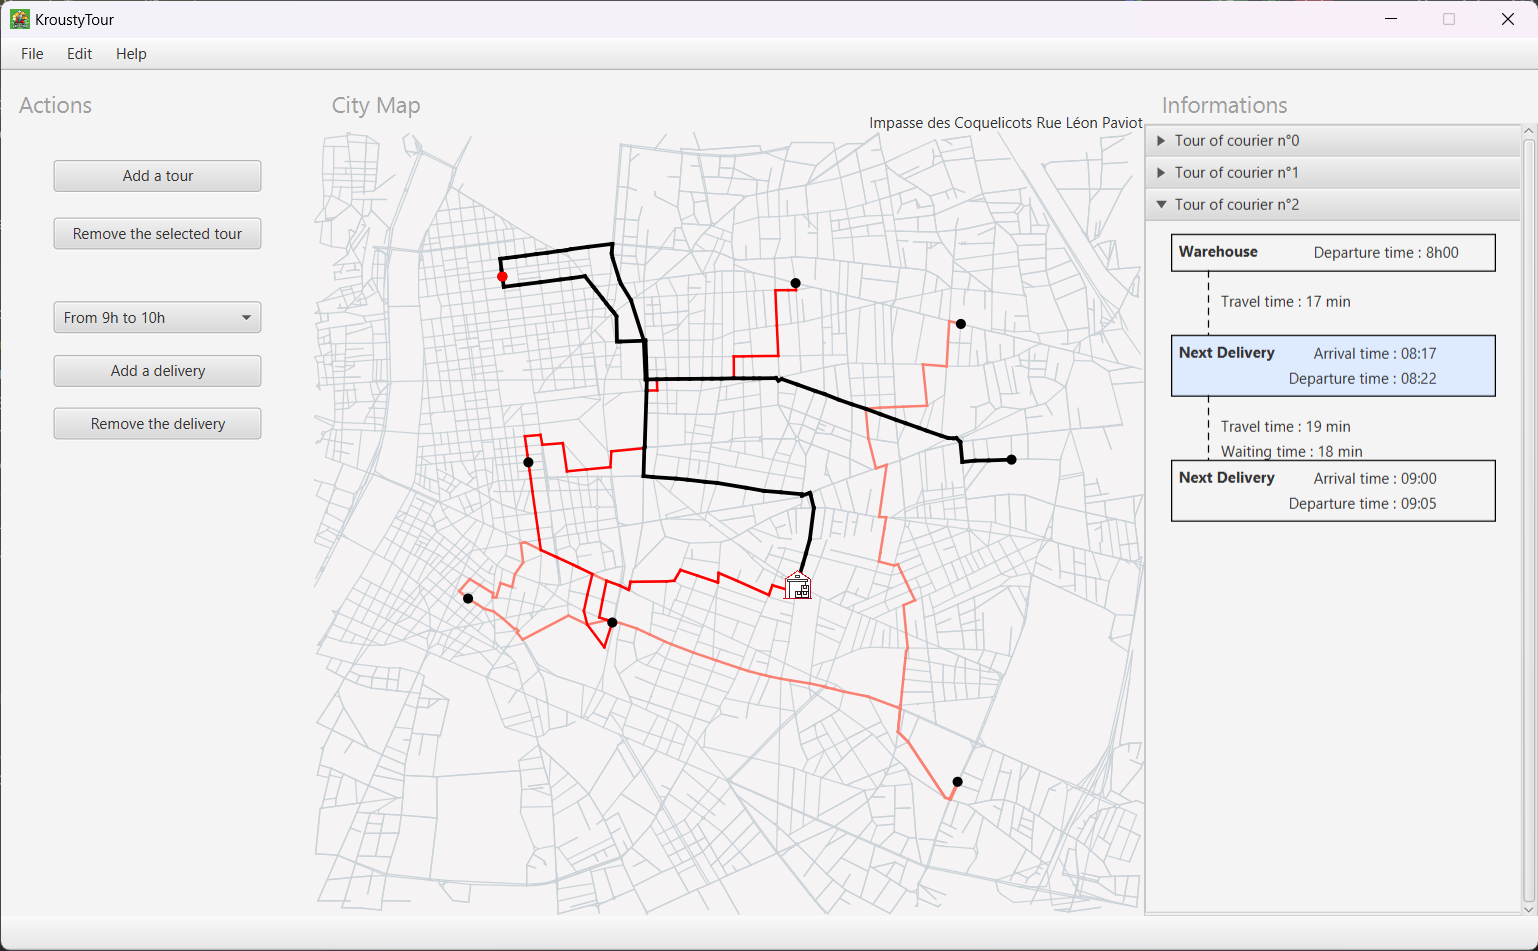 KroustyTour
File Edit Help
Actions
Add a tour
Remove the selected tour
From 9h to 10h
Add a delivery
Remove the delivery
City Map
Impasse des Coquelicots Rue Léon Paviot
Informations
Tour of courier n°0
Tour of courier n°1
Tour of courier n°2
Warehouse Departure time : 8h00
Travel time : 17 min
Next Delivery Arrival time : 08:17
Departure time : 08:22
Travel time : 19 min
Waiting time : 18 min
Next Delivery Arrival time : 09:00
Departure time : 09:05